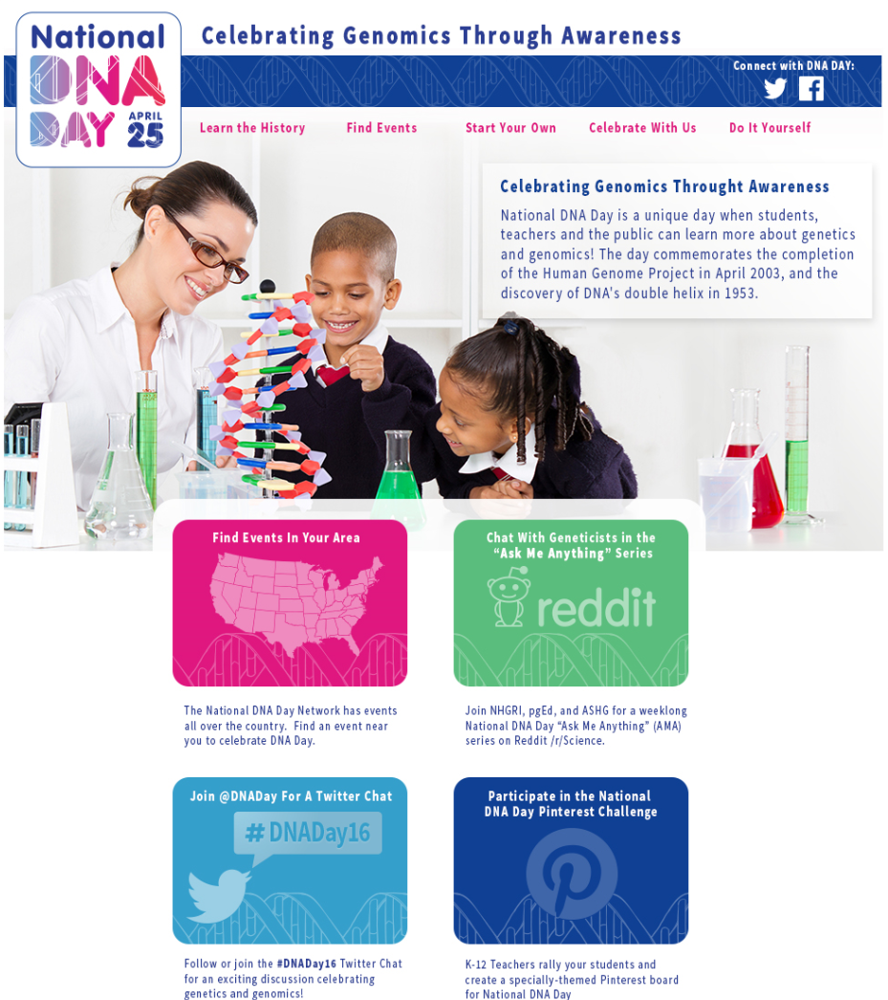 National
DNA
DAY
APRIL
25
Celebrating Genomics Through Awareness
Connect with DNA DAY:
Learn the History
Find Events
Start Your Own
Celebrate With Us
Do It Yourself
Celebrating Genomics Throught Awareness
National DNA Day is a unique day when students,
teachers and the public can learn more about genetics
and genomics! The day commemorates the completion
of the Human Genome Project in April 2003, and the
discovery of DNA's double helix in 1953.
Find Events In Your Area
The National DNA Day Network has events
all over the country. Find an event near
you to celebrate DNA Day.
Chat With Geneticists in the
“Ask Me Anything” Series
reddit
Join NHGRI, pgEd, and ASHG for a weeklong
National DNA Day “Ask Me Anything” (AMA)
series on Reddit /r/Science.
Join @DNADay For A Twitter Chat
# DNADay16
Follow or join the #DNADay16 Twitter Chat
for an exciting discussion celebrating
genetics and genomics!
Participate in the National
DNA Day Pinterest Challenge
K-12 Teachers rally your students and
create a specially-themed Pinterest board
for National DNA Day